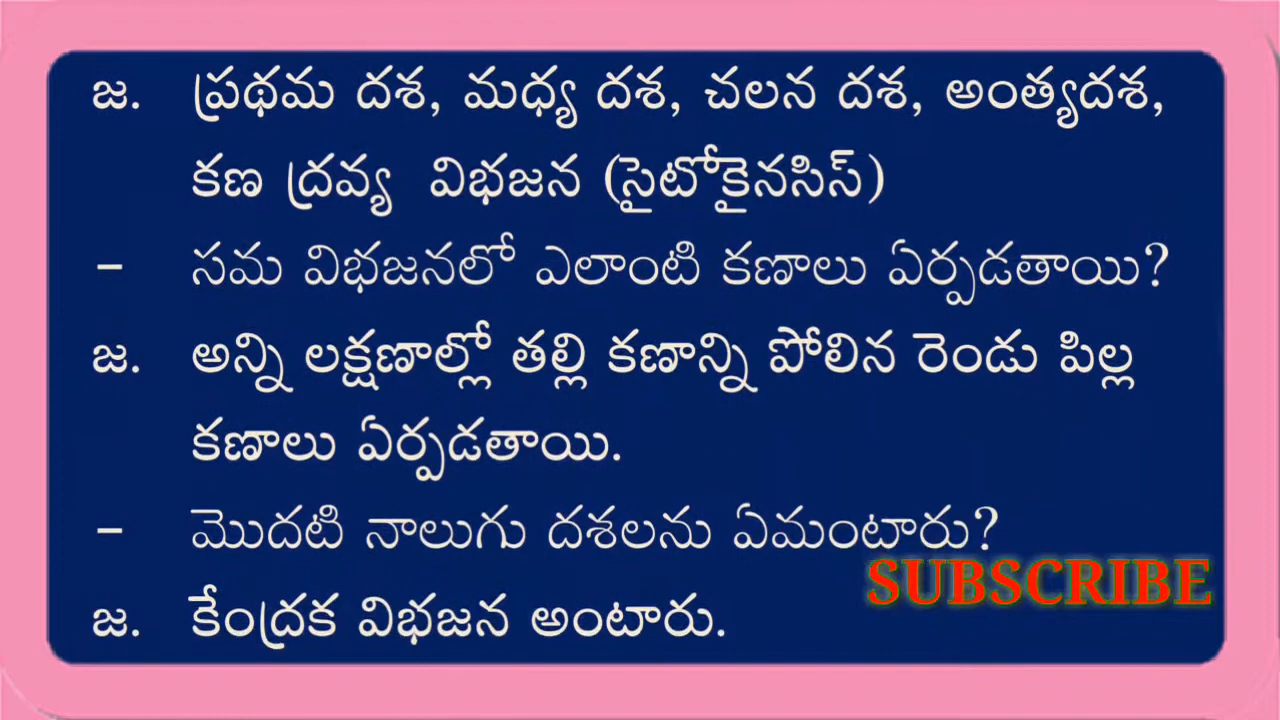 జ. ప్రథమ దశ, మధ్య దశ, చలన దశ, అంత్యదశ,
కణ ద్రవ్య విభజన (సైటోకైనసిస్)
- సమ విభజనలో ఎలాంటి కణాలు ఏర్పడతాయి?
జ. అన్ని లక్షణాల్లో తల్లి కణాన్ని పోలిన రెండు పిల్ల
కణాలు ఏర్పడతాయి.
- మొదటి నాలుగు దశలను ఏమంటారు?
SUBSCRIBE
జ. కేంద్రక విభజన అంటారు.